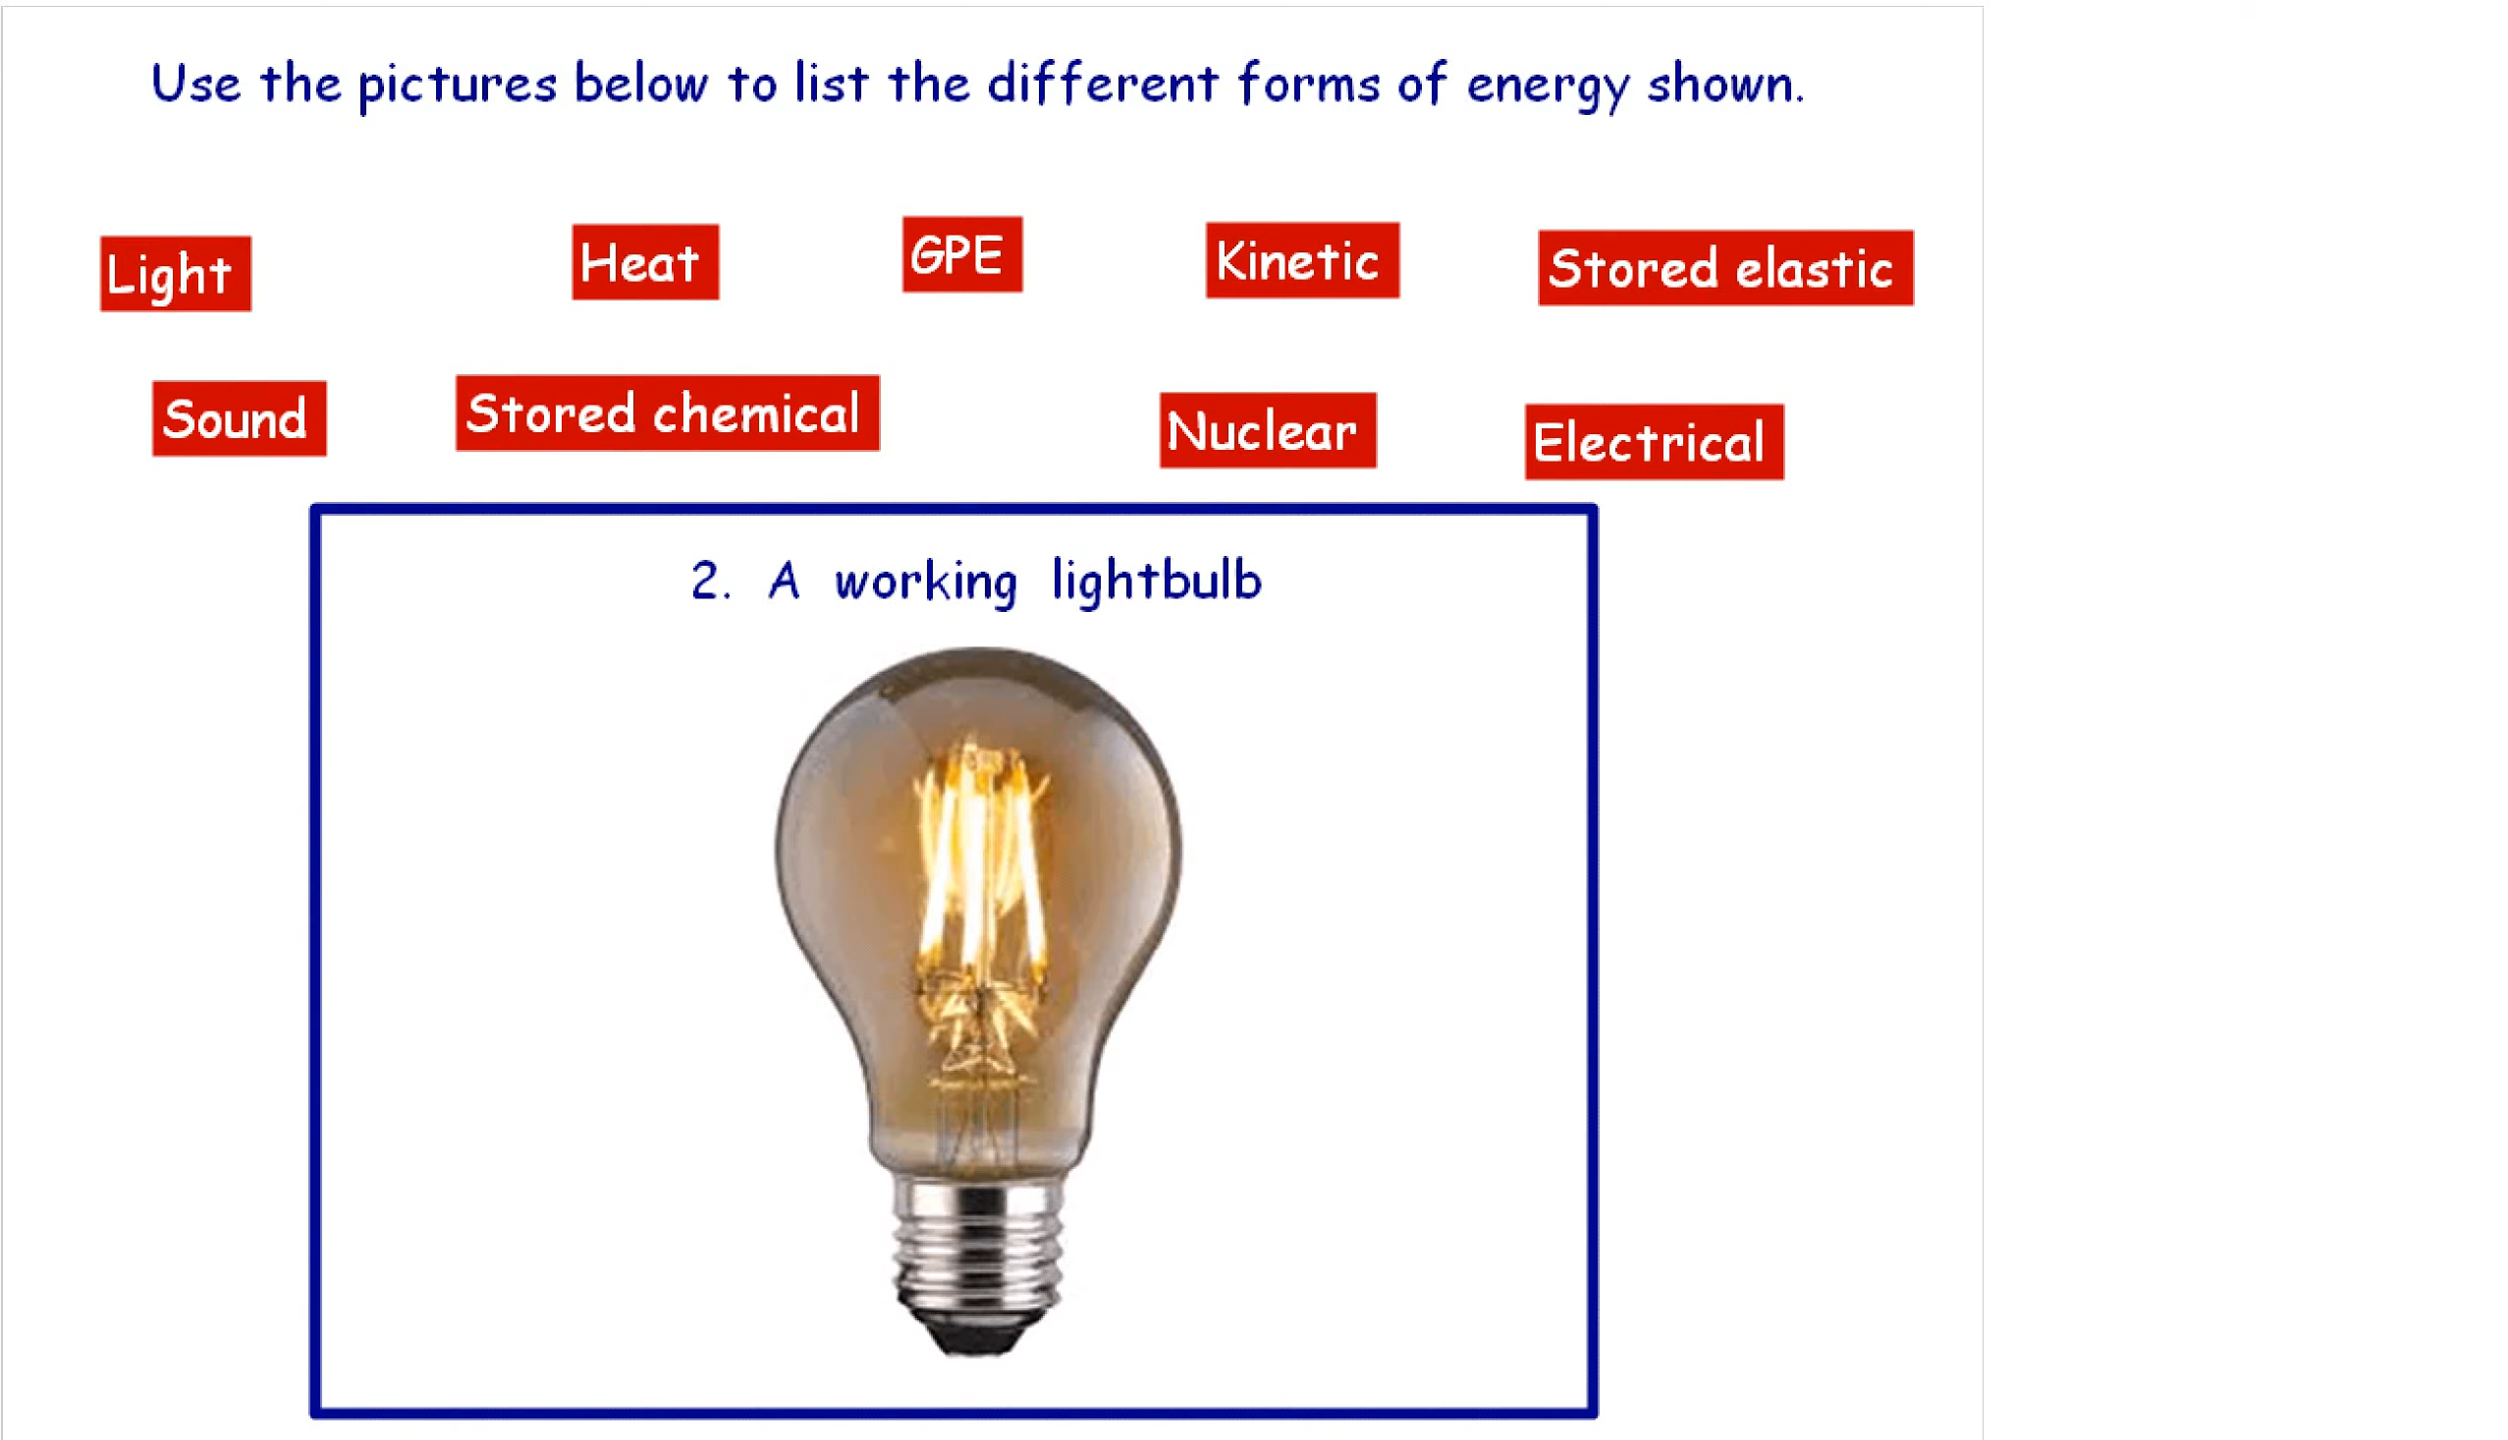 Use the pictures below to list the different forms of energy shown.
Light Heat GPE Kinetic Stored elastic
Sound Stored chemical Nuclear Electrical
2. A working lightbulb